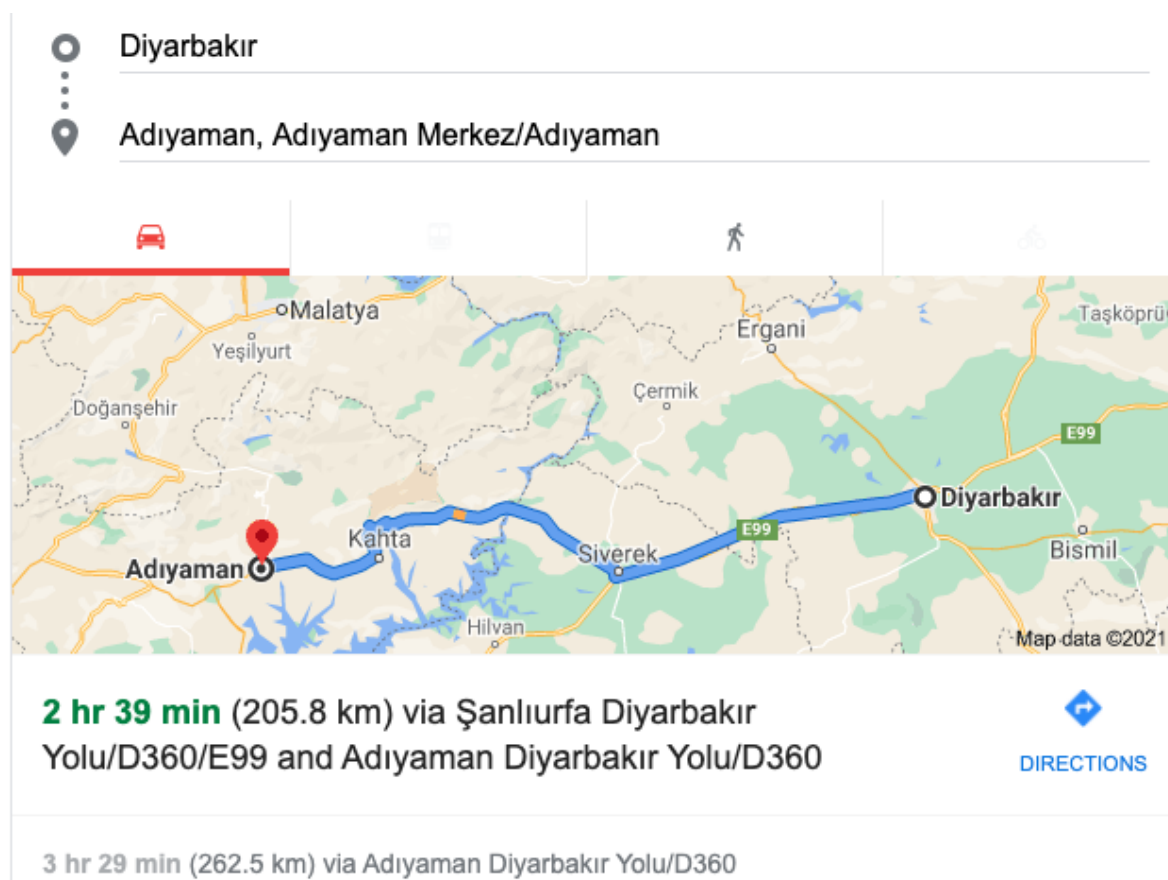 Diyarbakır
Adıyaman, Adıyaman Merkez/Adıyaman
Malatya
Yeşilyurt
Ergani
Taşköprü
Doğanşehir
Çermik
E99
Diyarbakır
E99
Kahta
Siverek
Bismil
Adıyaman
Hilvan
Map data ©2021
2 hr 39 min (205.8 km) via Şanlıurfa Diyarbakır
Yolu/D360/E99 and Adıyaman Diyarbakır Yolu/D360
DIRECTIONS
3 hr 29 min (262.5 km) via Adıyaman Diyarbakır Yolu/D360